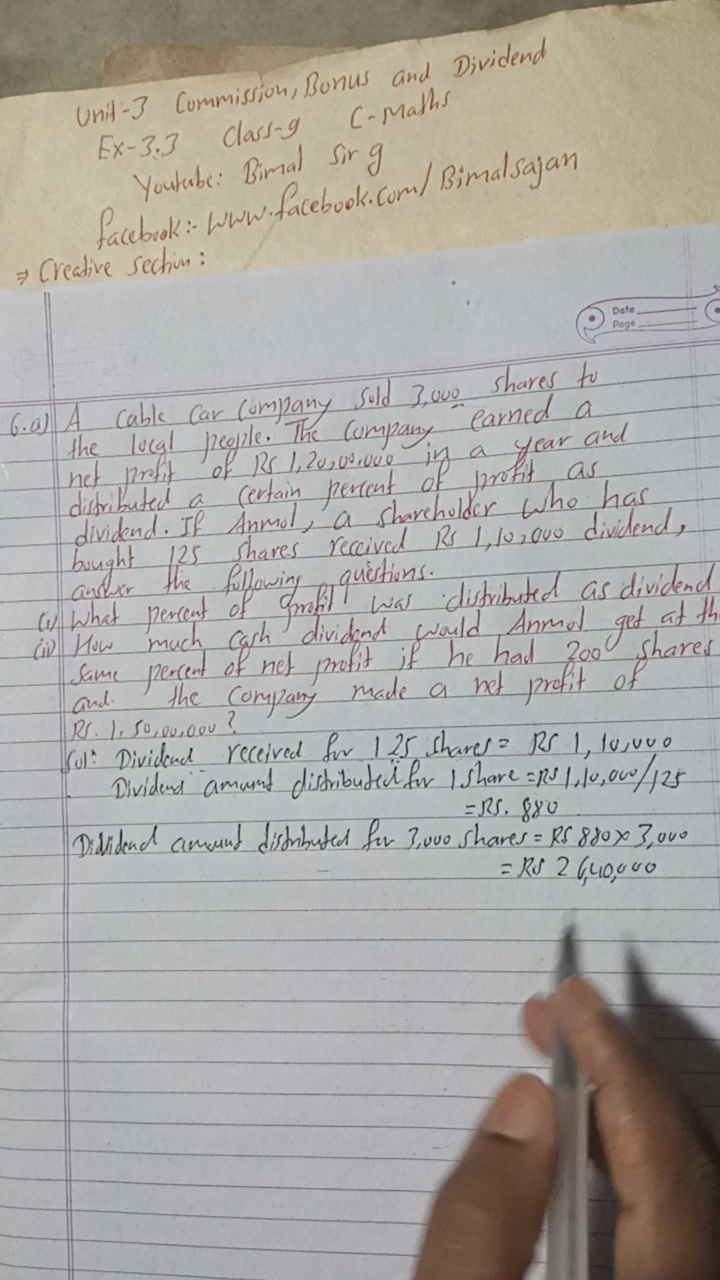 Unit-3 Commission, Bonus and Dividend
Ex-3.3 Class-9 C-Maths
Youtube: Bimal Sir g
facebook:- www.facebook.com/Bimalsajan
⇒ Creative section:
Date
Page
6.a) A cable car company sold 3,000 shares to
the local people. The company earned a
net profit of Rs 1,20,00,000 in a year and
distributed a certain percent of profit as
dividend. If Anmol, a shareholder who has
bought 125 shares received Rs 1,10,000 dividend,
answer the following questions.
(i) What percent of profit was distributed as dividend
(ii) How much cash dividend would Anmol get at th
same percent of net profit if he had 200 shares
and the company made a net profit of
Rs. 1,50,00,000?
Sol: Dividend received for 125 shares = Rs 1,10,000
Dividend amount distributed for 1 share = Rs 1,10,000/125
= Rs. 880
Dividend amount distributed for 3,000 shares = Rs 880 × 3,000
= Rs 26,40,000